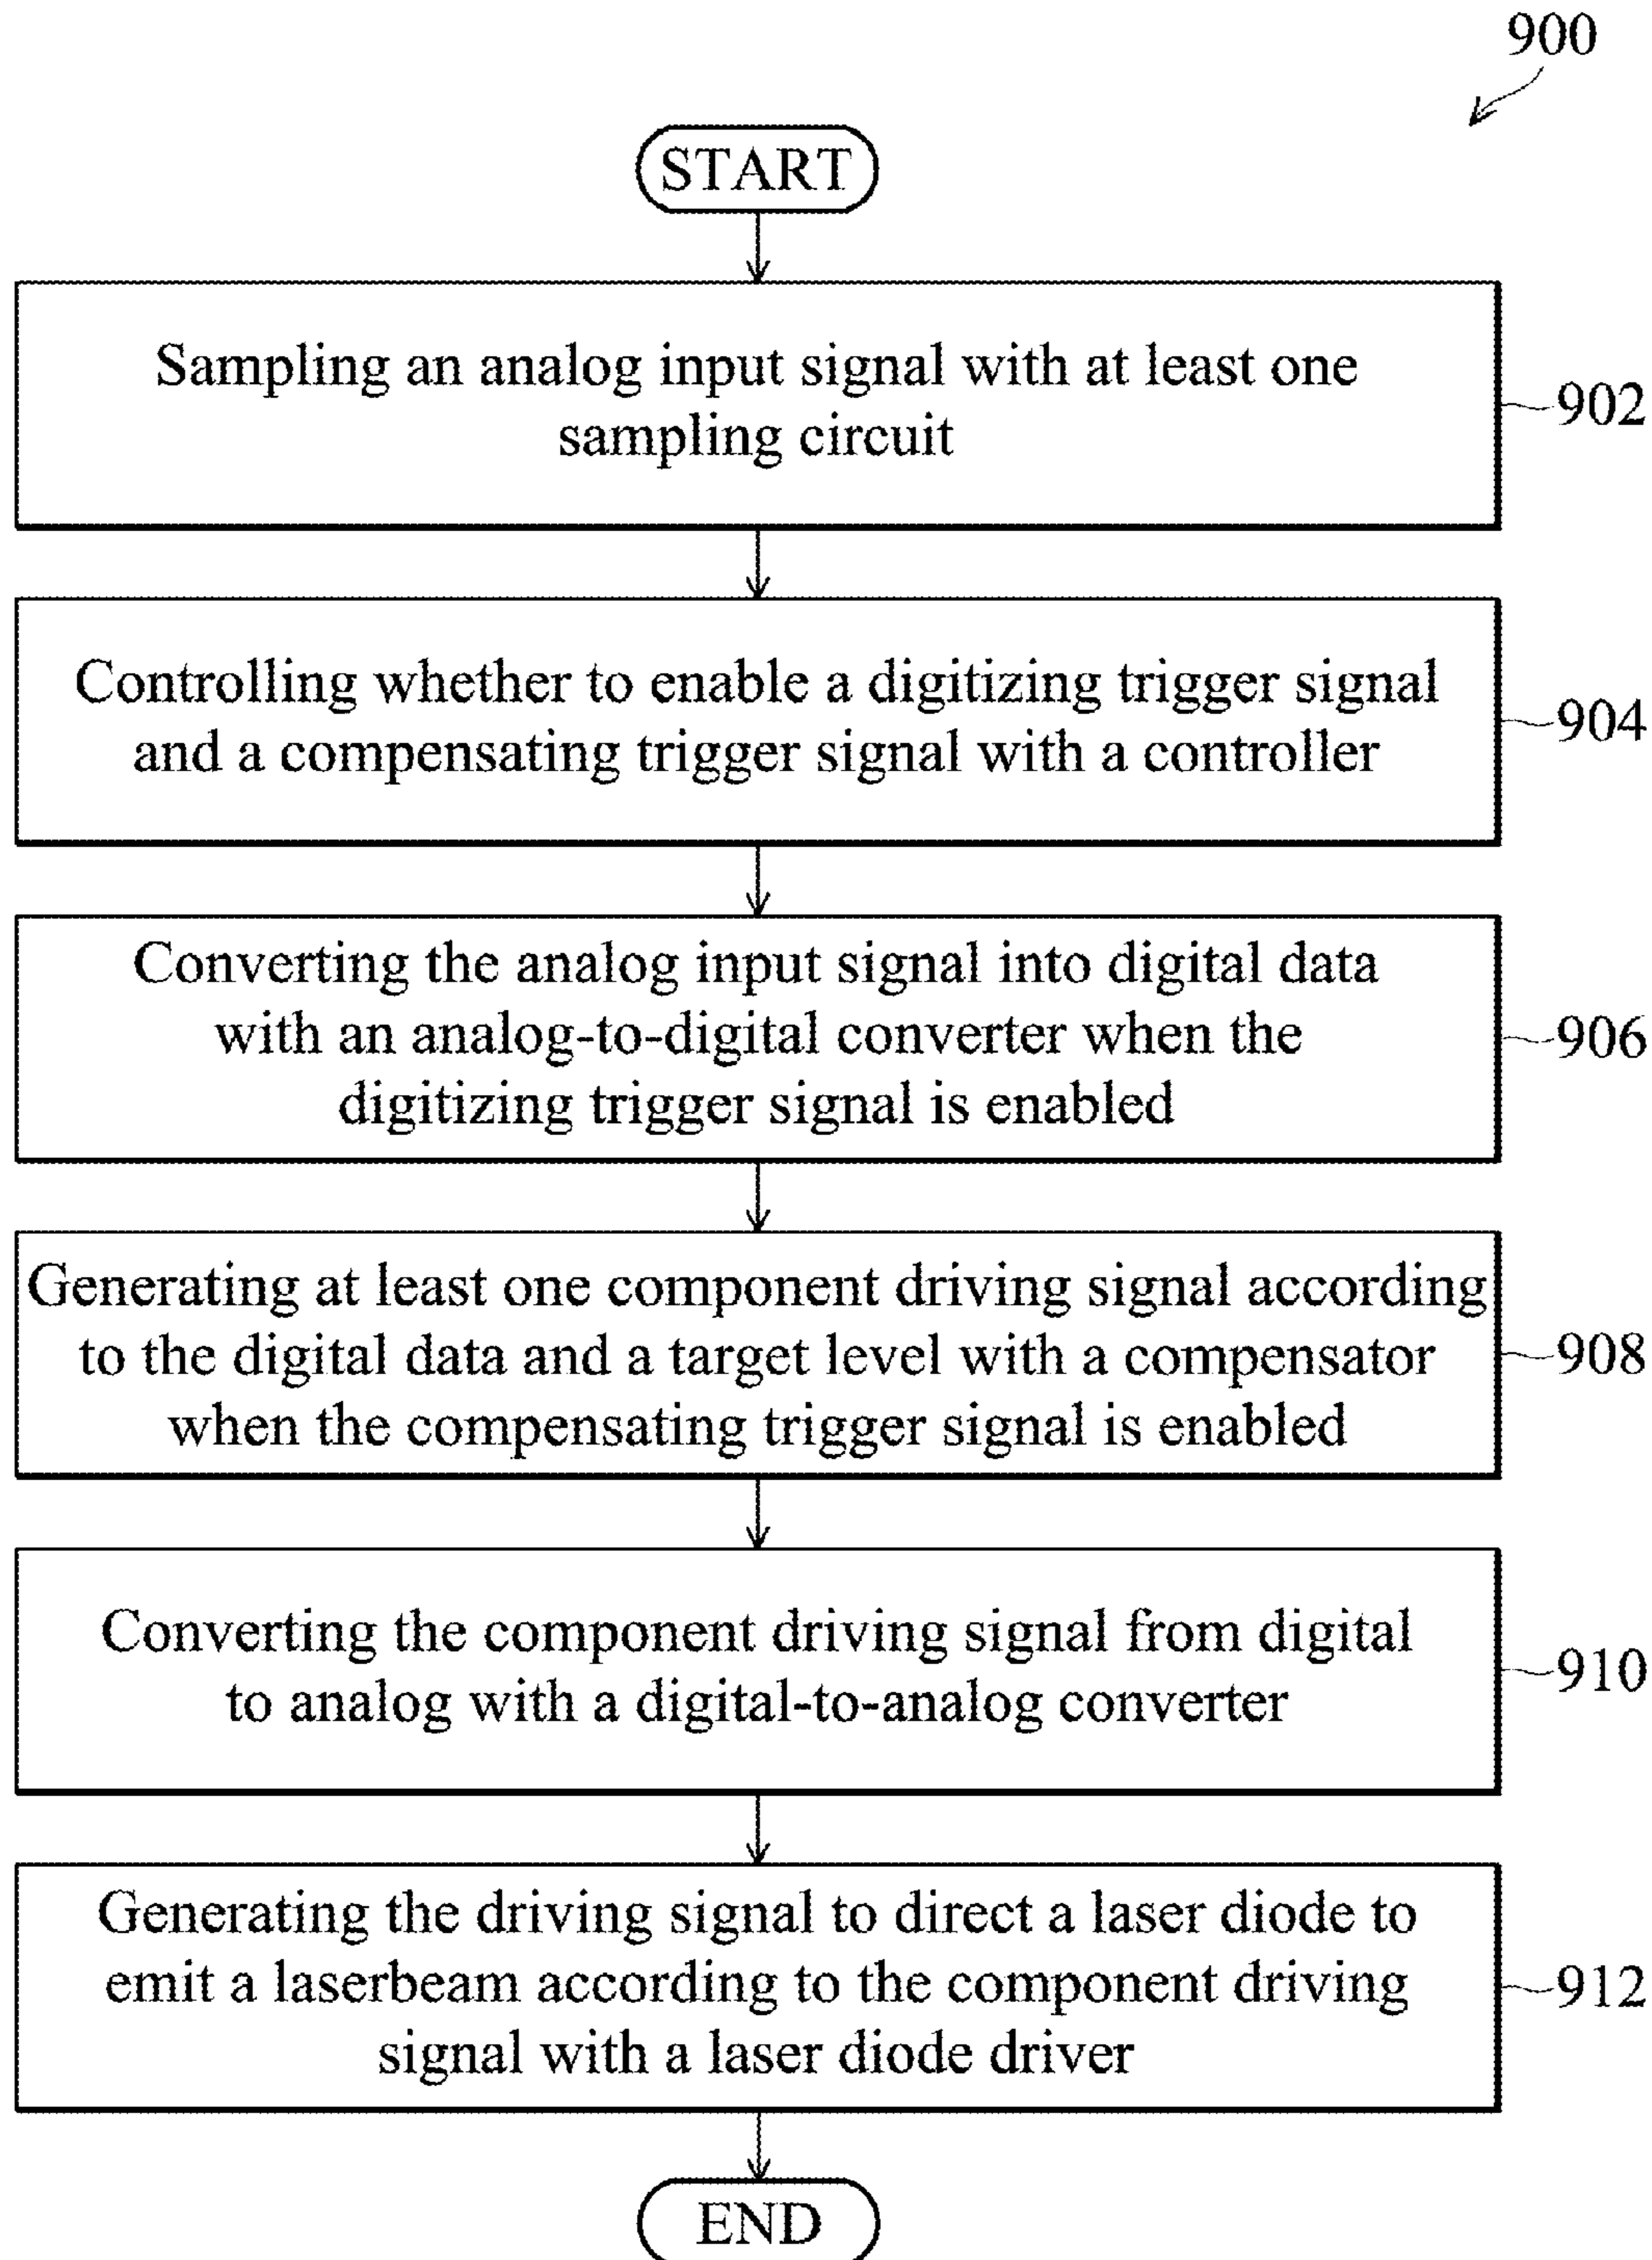 900
START
Sampling an analog input signal with at least one
sampling circuit
902
Controlling whether to enable a digitizing trigger signal
and a compensating trigger signal with a controller
904
Converting the analog input signal into digital data
with an analog-to-digital converter when the
digitizing trigger signal is enabled
906
Generating at least one component driving signal according
to the digital data and a target level with a compensator
when the compensating trigger signal is enabled
908
Converting the component driving signal from digital
to analog with a digital-to-analog converter
910
Generating the driving signal to direct a laser diode to
emit a laserbeam according to the component driving
signal with a laser diode driver
912
END